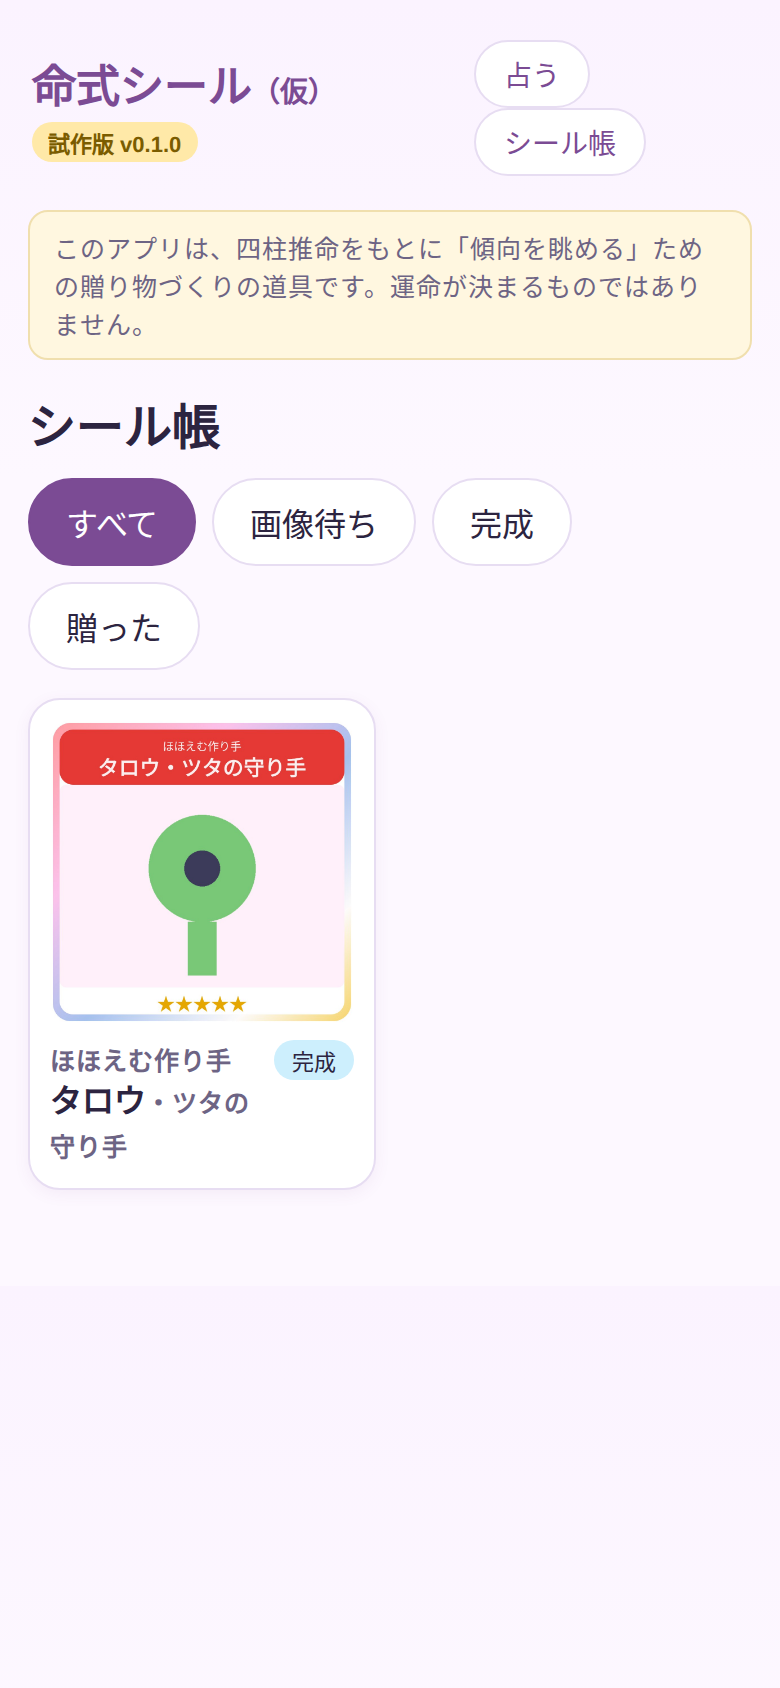 命式シール（仮）
試作版 v0.1.0
占う
シール帳
このアプリは、四柱推命をもとに「傾向を眺める」ため
の贈り物づくりの道具です。運命が決まるものではあり
ません。
シール帳
すべて
画像待ち
完成
贈った
ほほえむ作り手
タロウ・ツタの守り手
★★★★★
ほほえむ作り手
完成
タロウ・ツタの
守り手